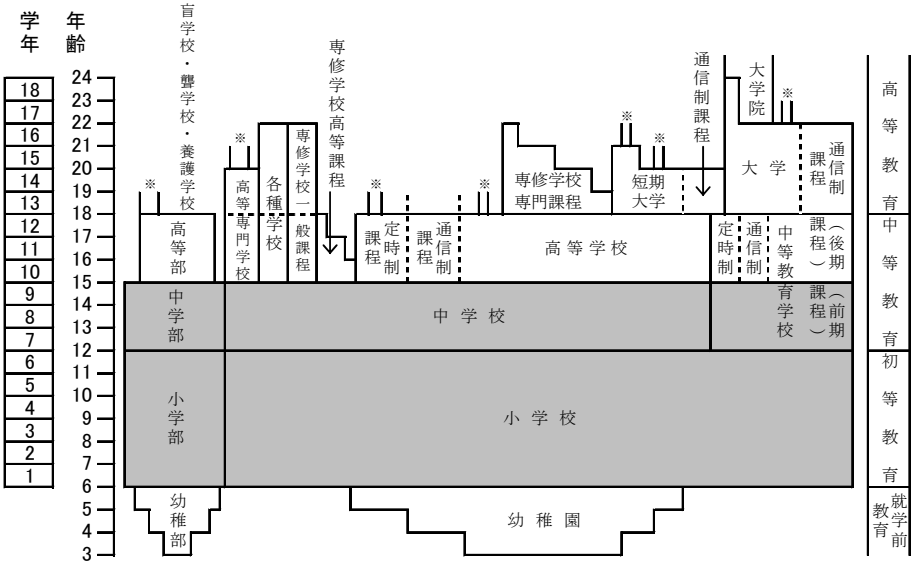 学年
年齢
盲学校・聾学校・養護学校
専修学校高等課程
通信制課程
大学院
※
※
※
※
※
※
※
18
17
16
15
14
13
12
11
10
9
8
7
6
5
4
3
2
1
24
23
22
21
20
19
18
17
16
15
14
13
12
11
10
9
8
7
6
5
4
3
高等部
高等専門学校
各種学校
専修学校一般課程
定時制課程
通信制課程
専修学校
専門課程
短期
大学
大学
通信制課程
高等学校
定時制
通信制
中等教育学校
(後期課程)
(前期課程)
中学部
中学校
小学部
小学校
幼稚部
幼稚園
高等教育
中等教育
初等教育
就学前教育